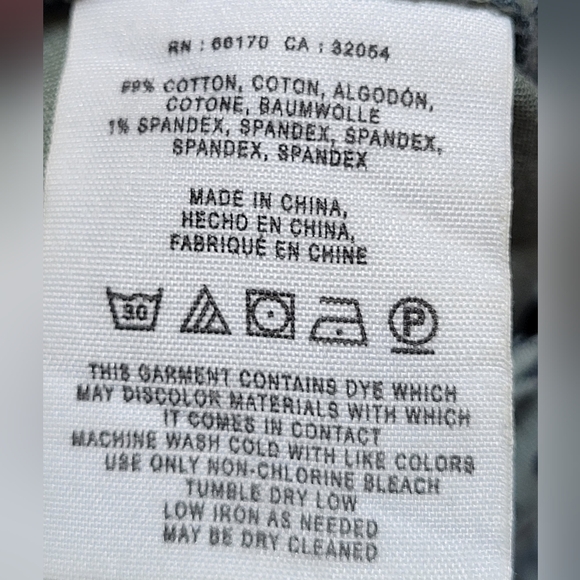 RN : 66170 CA : 32054
99% COTTON, COTON, ALGODÓN,
COTONE, BAUMWOLLE
1% SPANDEX, SPANDEX, SPANDEX,
SPANDEX, SPANDEX
MADE IN CHINA,
HECHO EN CHINA,
FABRIQUÉ EN CHINE
30 P
THIS GARMENT CONTAINS DYE WHICH
MAY DISCOLOR MATERIALS WITH WHICH
IT COMES IN CONTACT
MACHINE WASH COLD WITH LIKE COLORS
USE ONLY NON-CHLORINE BLEACH
TUMBLE DRY LOW
LOW IRON AS NEEDED
MAY BE DRY CLEANED